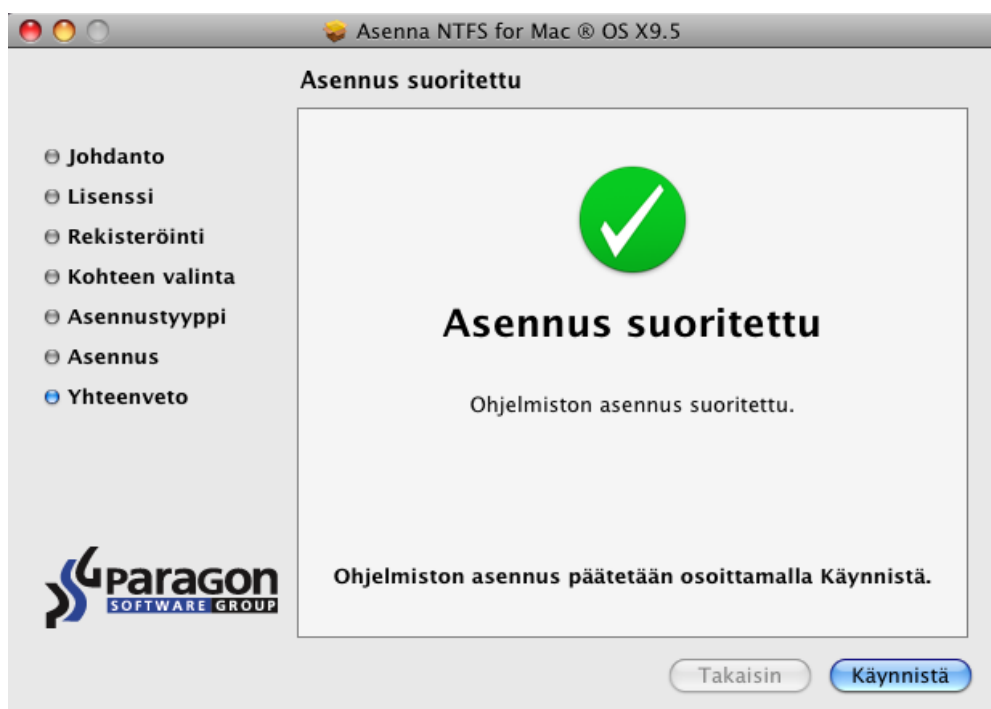 Asenna NTFS for Mac ® OS X9.5
Asennus suoritettu
Johdanto
Lisenssi
Rekisteröinti
Kohteen valinta
Asennustyyppi
Asennus
Yhteenveto
Asennus suoritettu
Ohjelmiston asennus suoritettu.
Ohjelmiston asennus päätetään osoittamalla Käynnistä.
Paragon
SOFTWARE GROUP
Takaisin
Käynnistä